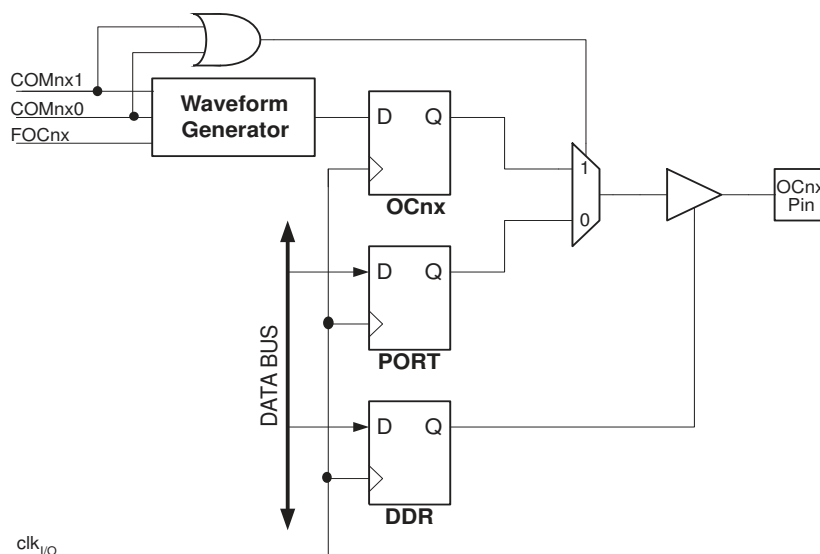 COMnx1
COMnx0
FOCnx
Waveform
Generator
D Q
OCnx
1
0
OCnx
Pin
DATA BUS
D Q
PORT
D Q
DDR
clkI/O